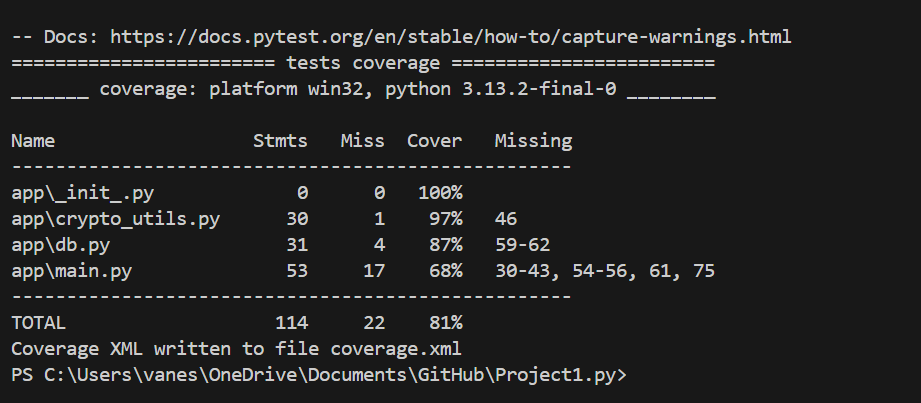 -- Docs: https://docs.pytest.org/en/stable/how-to/capture-warnings.html
======================== tests coverage ========================
_______ coverage: platform win32, python 3.13.2-final-0 ________
Name                  Stmts   Miss  Cover   Missing
---------------------------------------------------
app\_init_.py             0      0   100%
app\crypto_utils.py      30      1    97%   46
app\db.py                31      4    87%   59-62
app\main.py              53     17    68%   30-43, 54-56, 61, 75
---------------------------------------------------
TOTAL                   114     22    81%
Coverage XML written to file coverage.xml
PS C:\Users\vanes\OneDrive\Documents\GitHub\Project1.py>